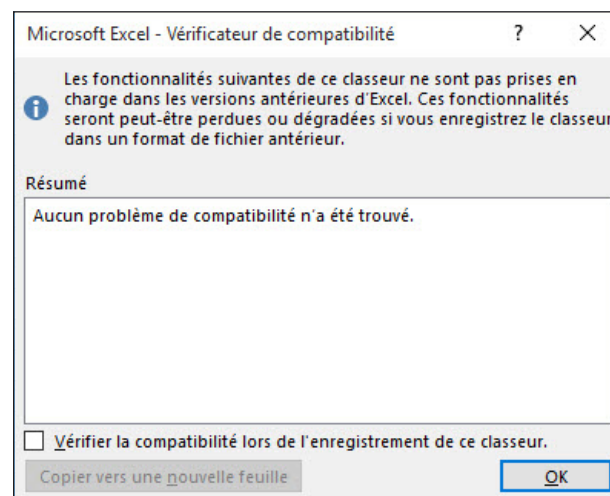 Microsoft Excel - Vérificateur de compatibilité ?
Les fonctionnalités suivantes de ce classeur ne sont pas prises en
charge dans les versions antérieures d'Excel. Ces fonctionnalités
seront peut-être perdues ou dégradées si vous enregistrez le classeur
dans un format de fichier antérieur.
Résumé
Aucun problème de compatibilité n'a été trouvé.
Vérifier la compatibilité lors de l'enregistrement de ce classeur.
Copier vers une nouvelle feuille
OK